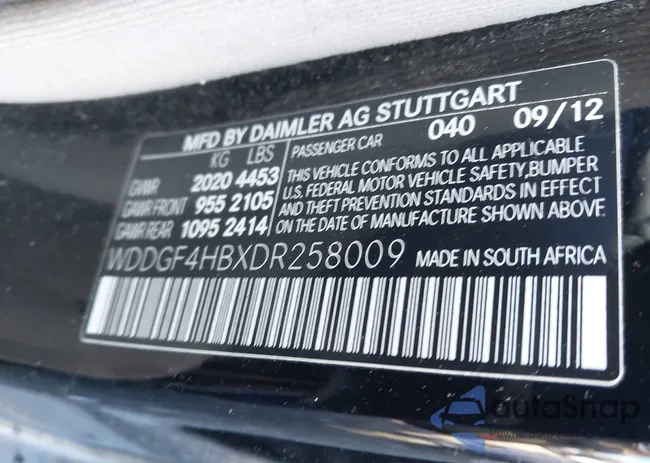 MFD BY DAIMLER AG STUTTGART
KG LBS
GVWR 2020 4453
GAWR FRONT 955 2105
GAWR REAR 1095 2414
PASSENGER CAR 040 09/12
THIS VEHICLE CONFORMS TO ALL APPLICABLE
U.S. FEDERAL MOTOR VEHICLE SAFETY,BUMPER
AND THEFT PREVENTION STANDARDS IN EFFECT
ON THE DATE OF MANUFACTURE SHOWN ABOVE.
WDDGF4HBXDR258009 MADE IN SOUTH AFRICA
autaSnap